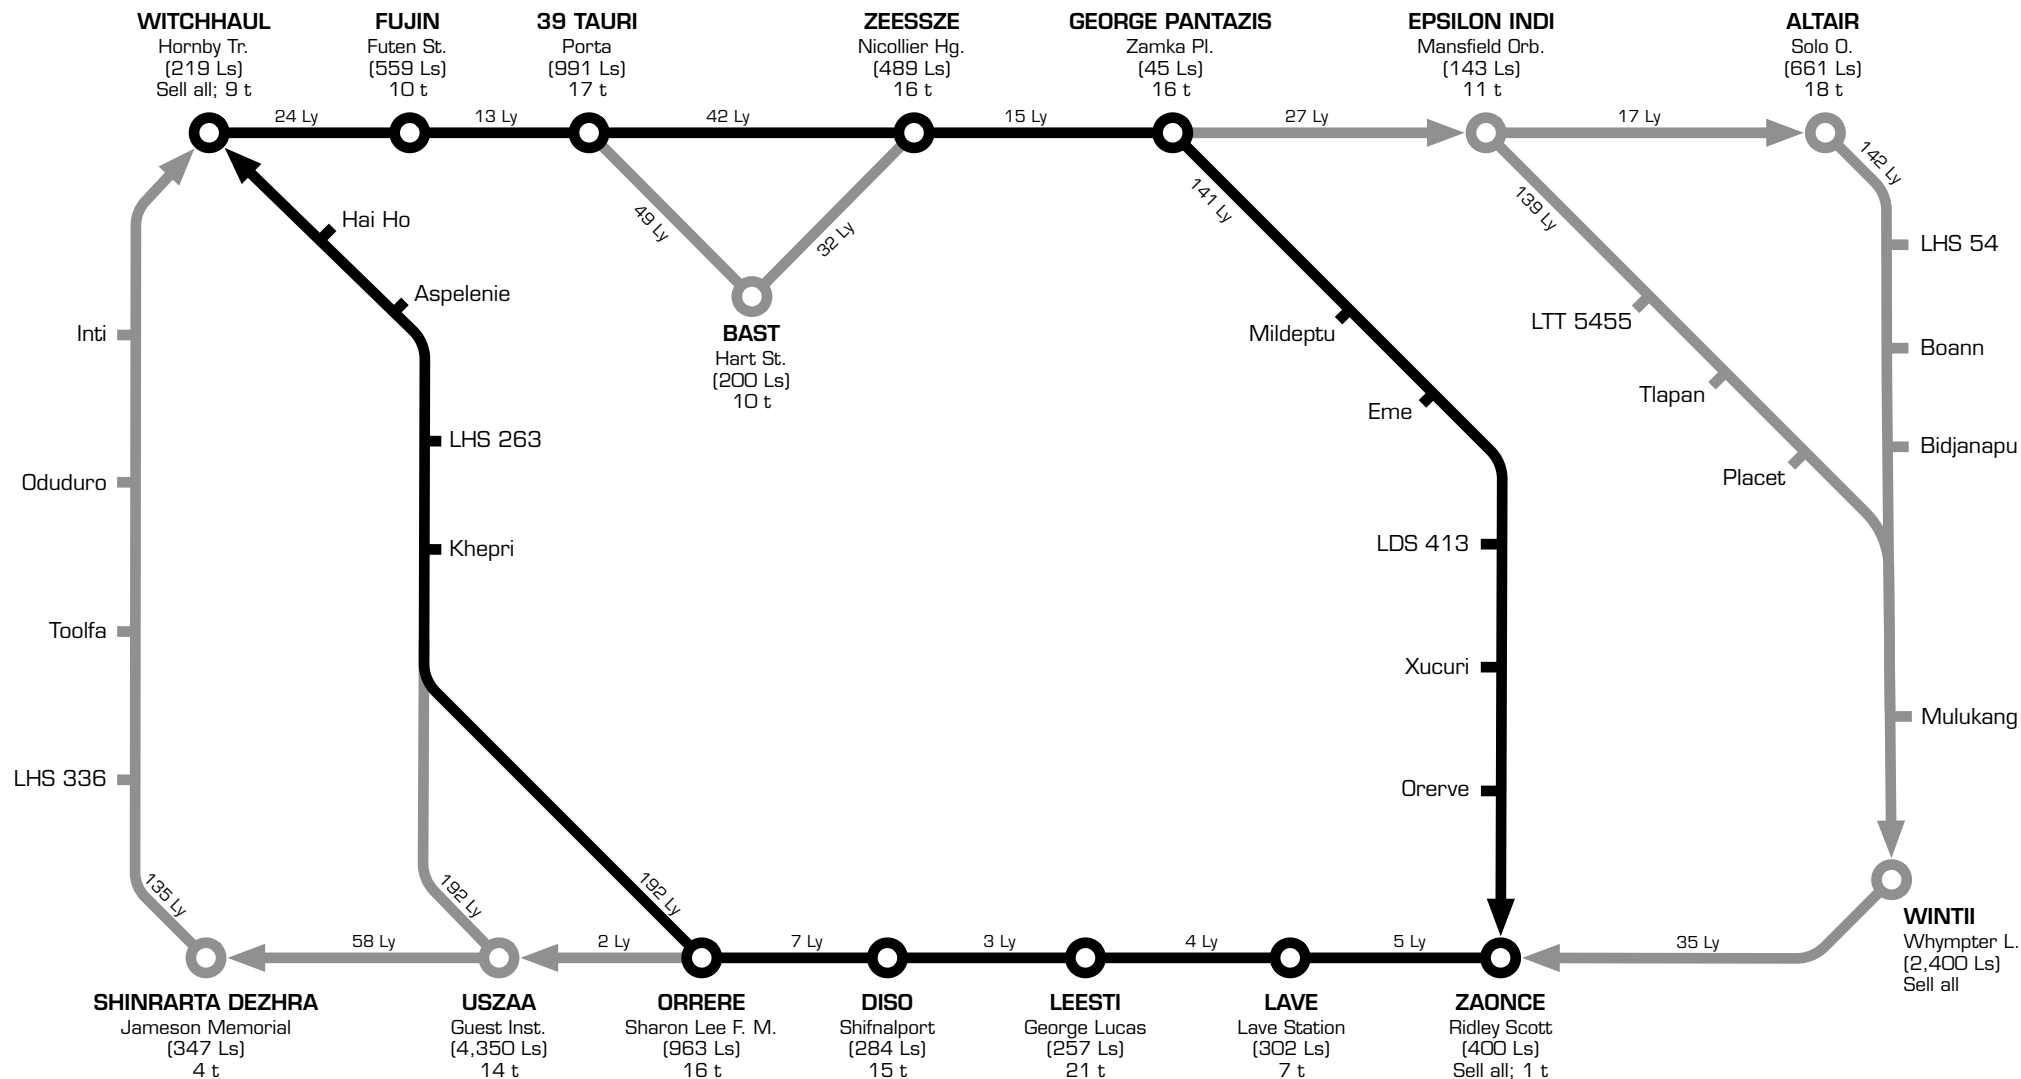 WITCHHAUL
Hornby Tr.
(219 Ls)
Sell all; 9 t
FUJIN
Futen St.
(559 Ls)
10 t
39 TAURI
Porta
(991 Ls)
17 t
ZEESSZE
Nicollier Hg.
(489 Ls)
16 t
GEORGE PANTAZIS
Zamka Pl.
(45 Ls)
16 t
EPSILON INDI
Mansfield Orb.
(143 Ls)
11 t
ALTAIR
Solo O.
(661 Ls)
18 t
24 Ly
13 Ly
42 Ly
15 Ly
27 Ly
17 Ly
142 Ly
49 Ly
32 Ly
141 Ly
139 Ly
Hai Ho
Aspelenie
LHS 263
Khepri
BAST
Hart St.
(200 Ls)
10 t
Mildeptu
Eme
LDS 413
Xucuri
Orerve
LTT 5455
Tlapan
Placet
LHS 54
Boann
Bidjanapu
Mulukang
Inti
Oduduro
Toolfa
LHS 336
135 Ly
192 Ly
192 Ly
58 Ly
2 Ly
7 Ly
3 Ly
4 Ly
5 Ly
35 Ly
WINTII
Whympter L.
(2,400 Ls)
Sell all
SHINRARTA DEZHRA
Jameson Memorial
(347 Ls)
4 t
USZAA
Guest Inst.
(4,350 Ls)
14 t
ORRERE
Sharon Lee F. M.
(963 Ls)
16 t
DISO
Shifnalport
(284 Ls)
15 t
LEESTI
George Lucas
(257 Ls)
21 t
LAVE
Lave Station
(302 Ls)
7 t
ZAONCE
Ridley Scott
(400 Ls)
Sell all; 1 t